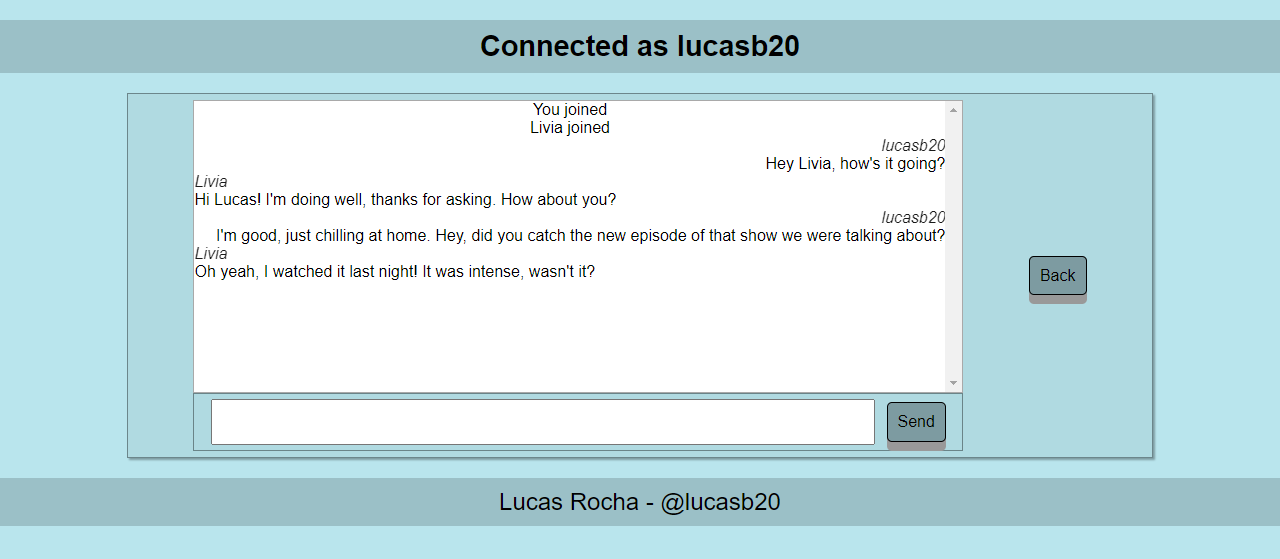 Connected as lucasb20
You joined
Livia joined
lucasb20
Hey Livia, how's it going?
Livia
Hi Lucas! I'm doing well, thanks for asking. How about you?
lucasb20
I'm good, just chilling at home. Hey, did you catch the new episode of that show we were talking about?
Livia
Oh yeah, I watched it last night! It was intense, wasn't it?
Back
Send
Lucas Rocha - @lucasb20